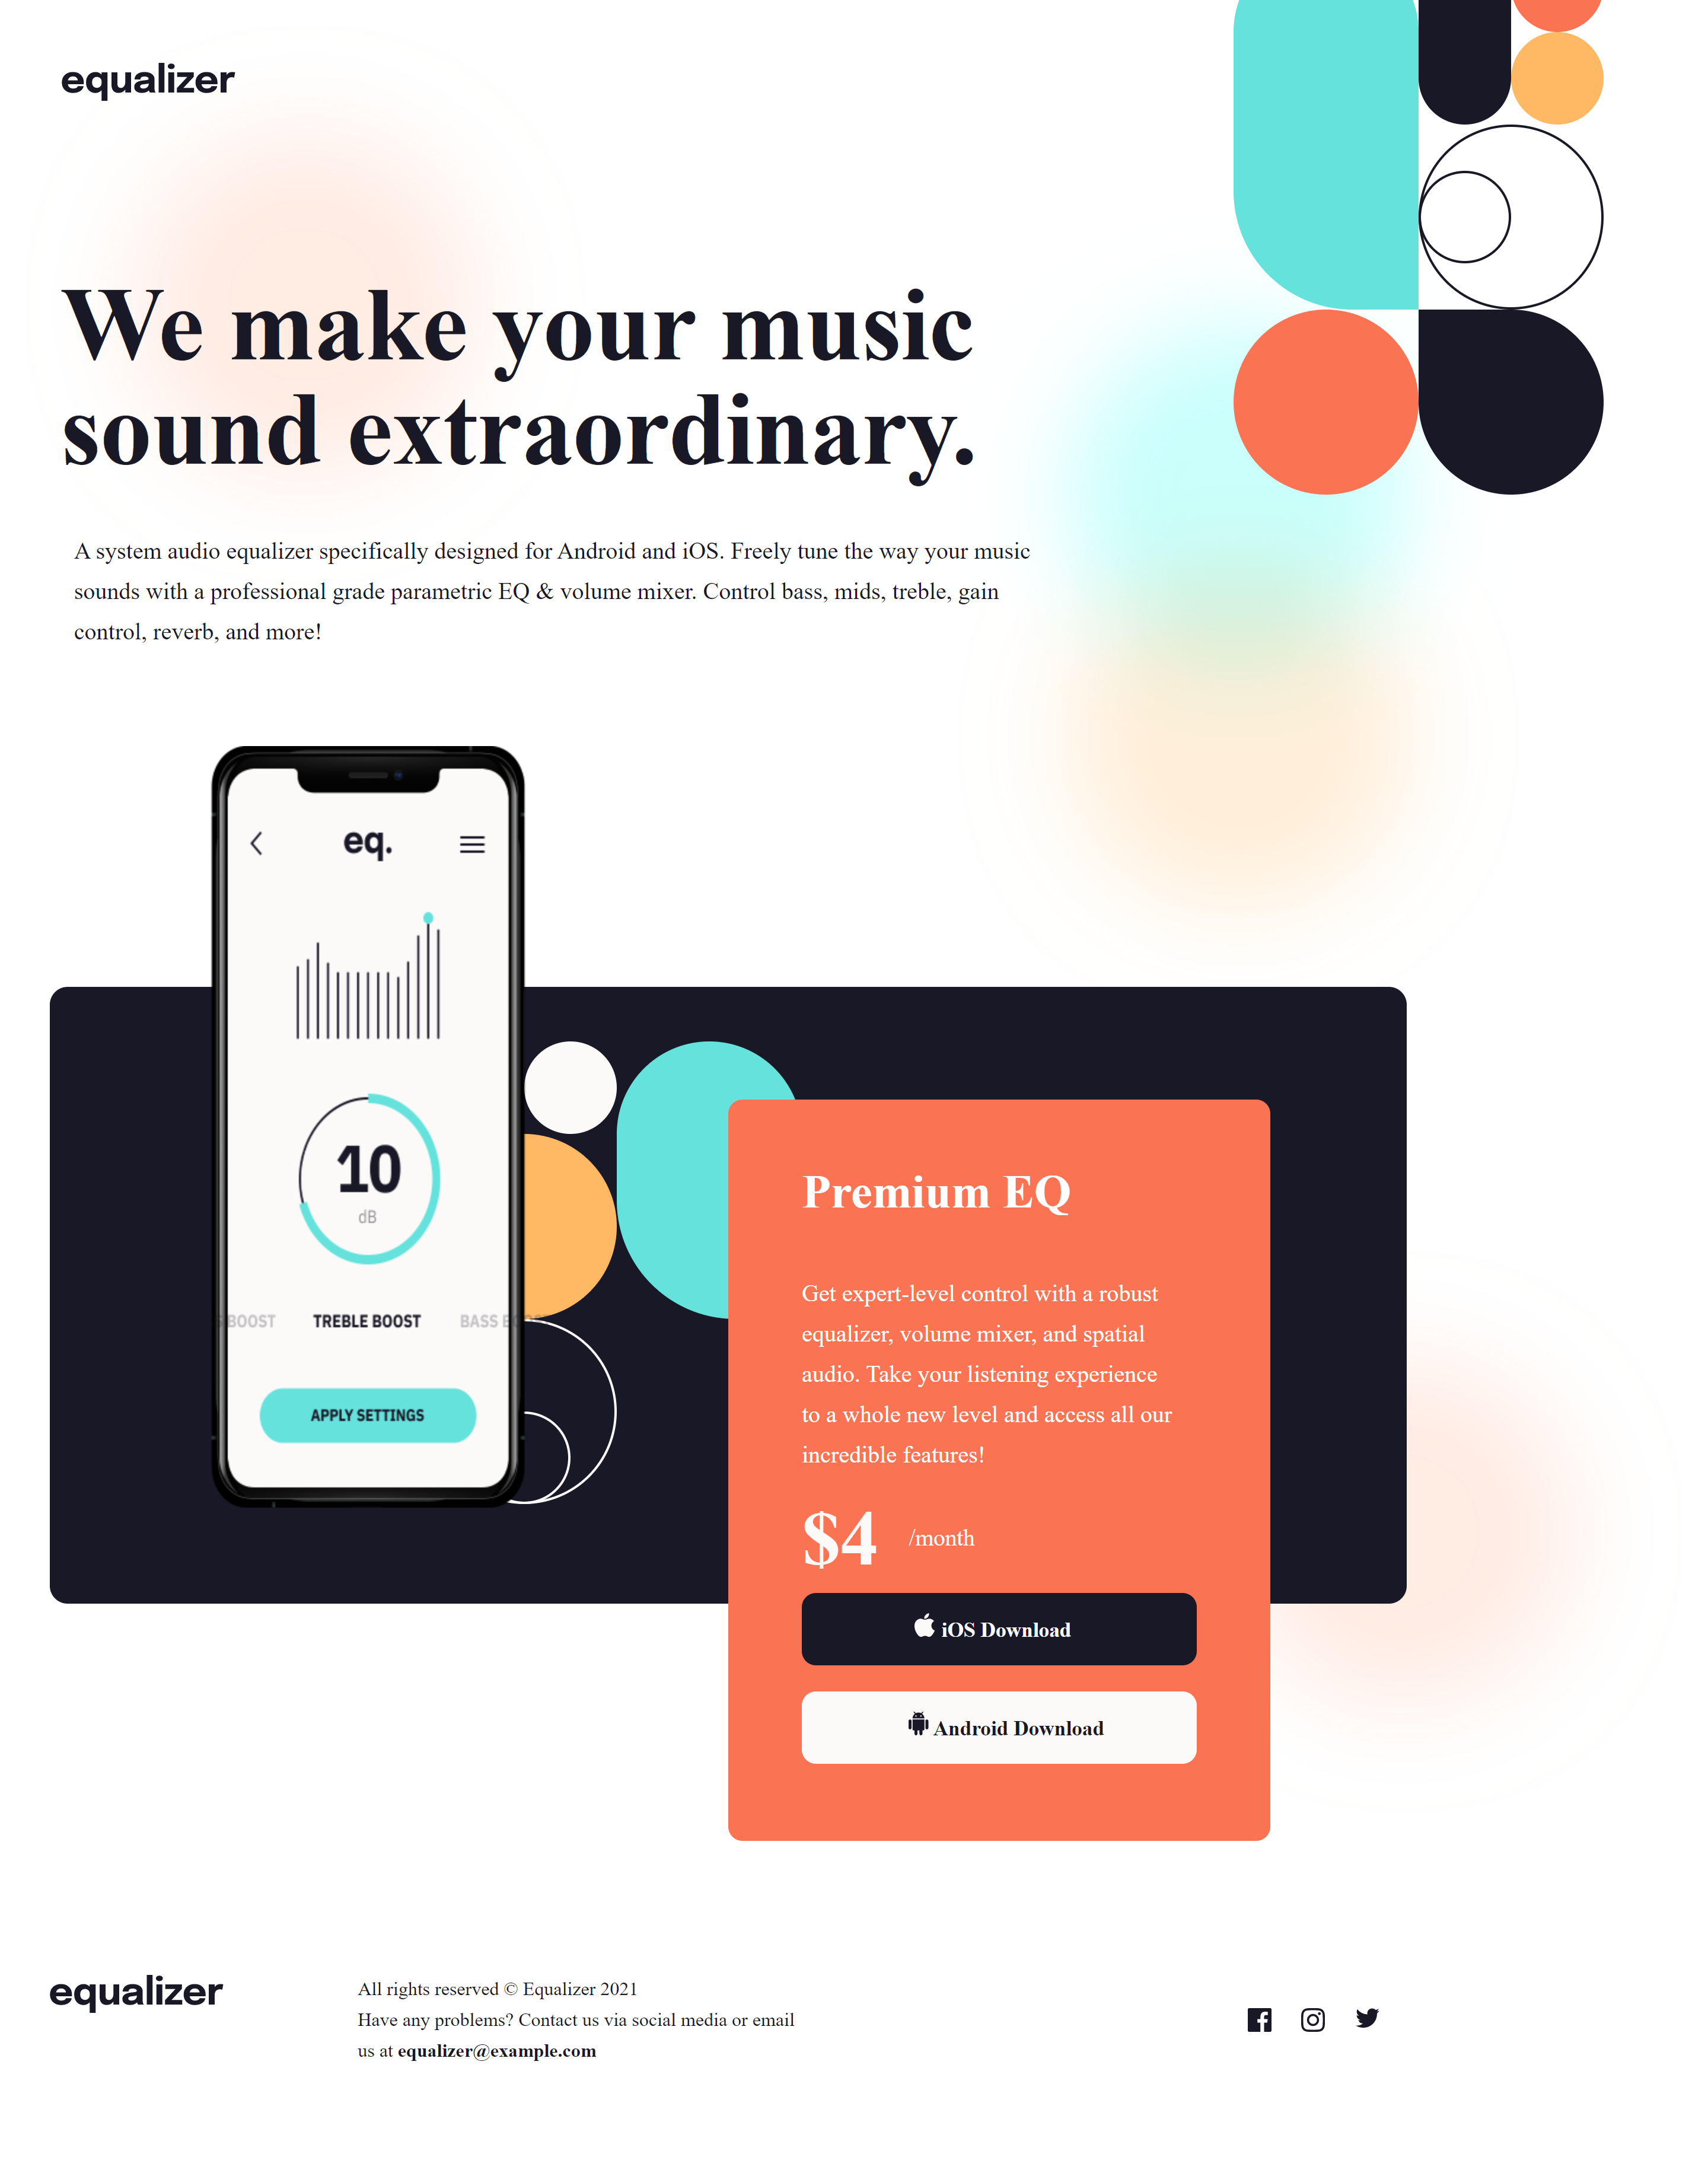 equalizer
We make your music
sound extraordinary.
A system audio equalizer specifically designed for Android and iOS. Freely tune the way your music
sounds with a professional grade parametric EQ & volume mixer. Control bass, mids, treble, gain
control, reverb, and more!
eq.
10
dB
BOOST TREBLE BOOST BASS BOOST
APPLY SETTINGS
Premium EQ
Get expert-level control with a robust
equalizer, volume mixer, and spatial
audio. Take your listening experience
to a whole new level and access all our
incredible features!
$4 /month
iOS Download
Android Download
equalizer
All rights reserved © Equalizer 2021
Have any problems? Contact us via social media or email
us at equalizer@example.com